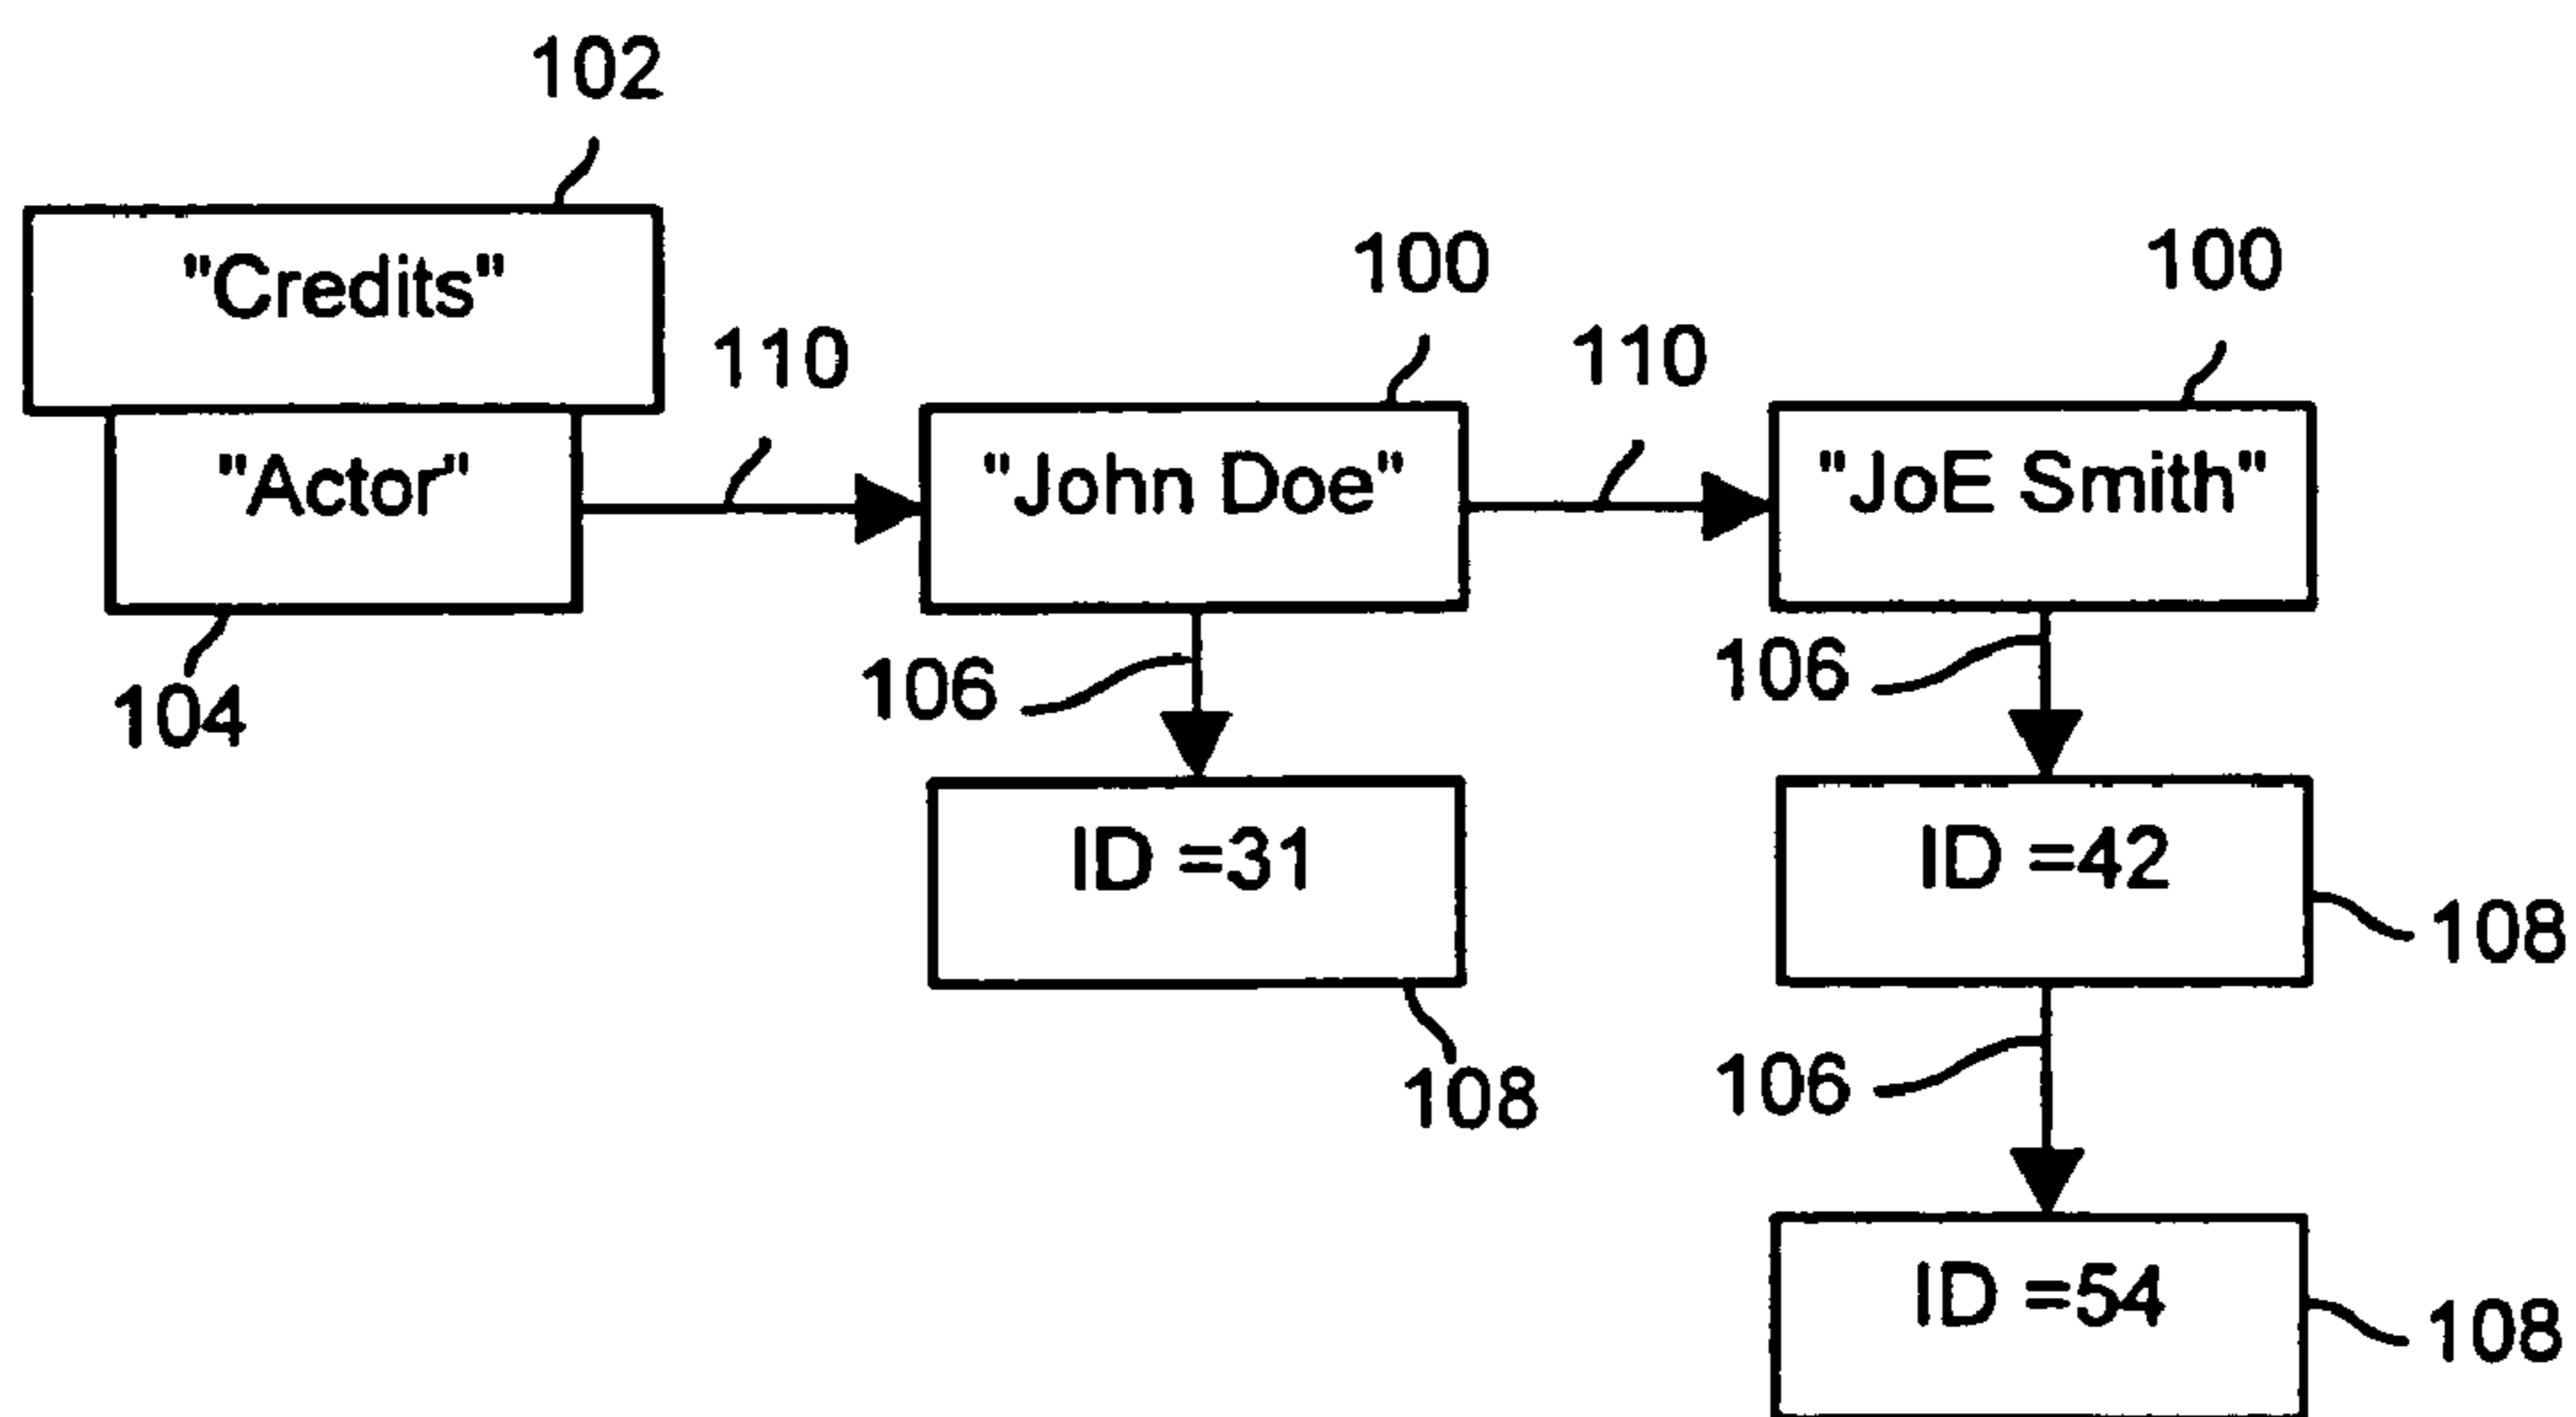 102
"Credits"
100
100
110
110
"Actor"
"John Doe"
"JoE Smith"
104
106
106
ID =31
ID =42
108
108
106
ID =54
108